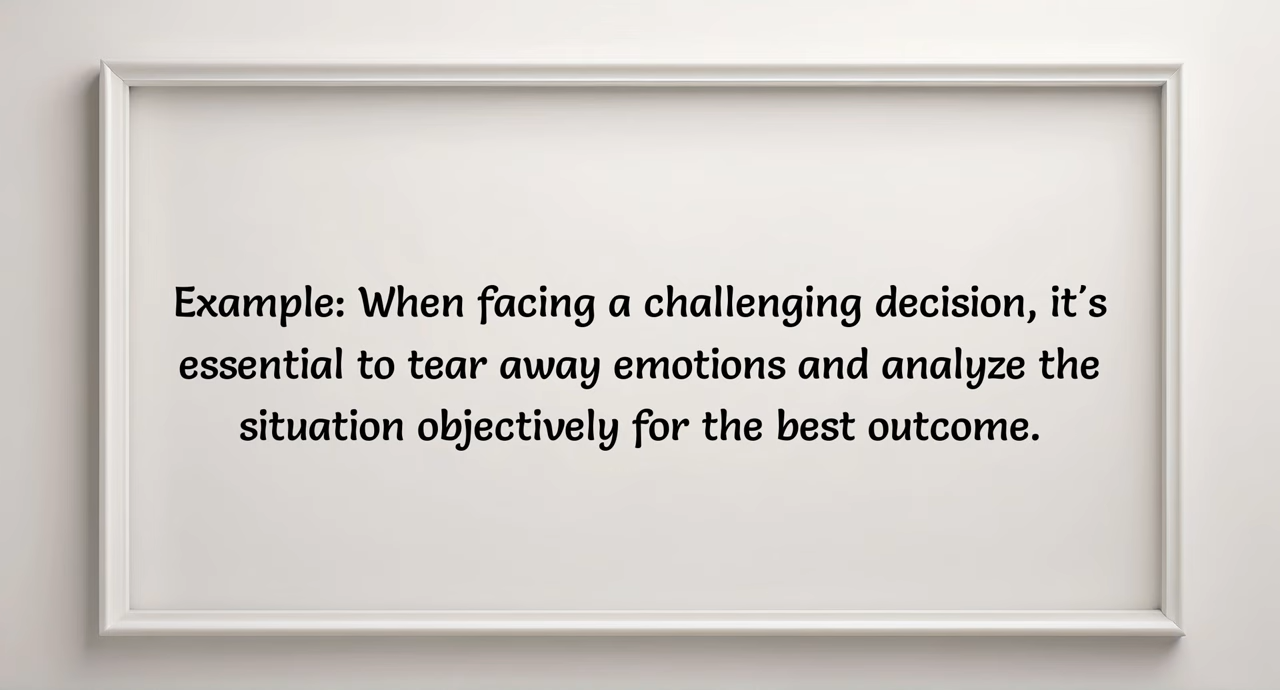 Example: When facing a challenging decision, it's
essential to tear away emotions and analyze the
situation objectively for the best outcome.